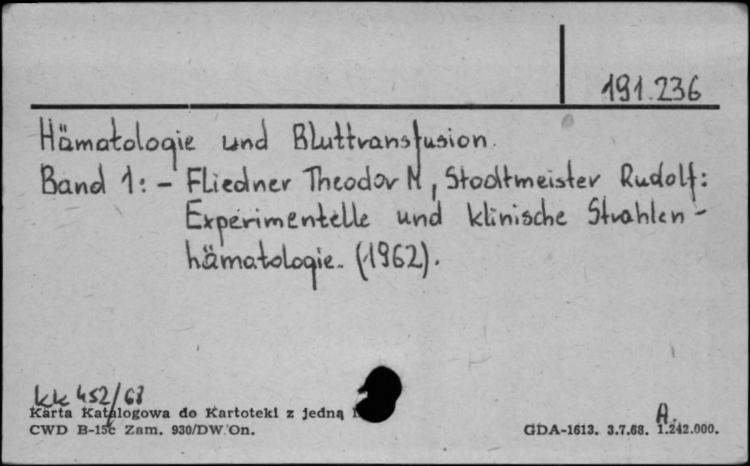 191.236
Hämatologie und Bluttransfusion.
Band 1: - Fliedner Theodor M, Stodtmeister Rudolf:
Experimentelle und klinische Strahlen-
hämatologie. (1962).
kk 452/63
Karta Katalogowa do Kartoteki z jedną
A.
CWD B-15c Zam. 930/DW.On. GDA-1613. 3.7.68. 1.242.000.